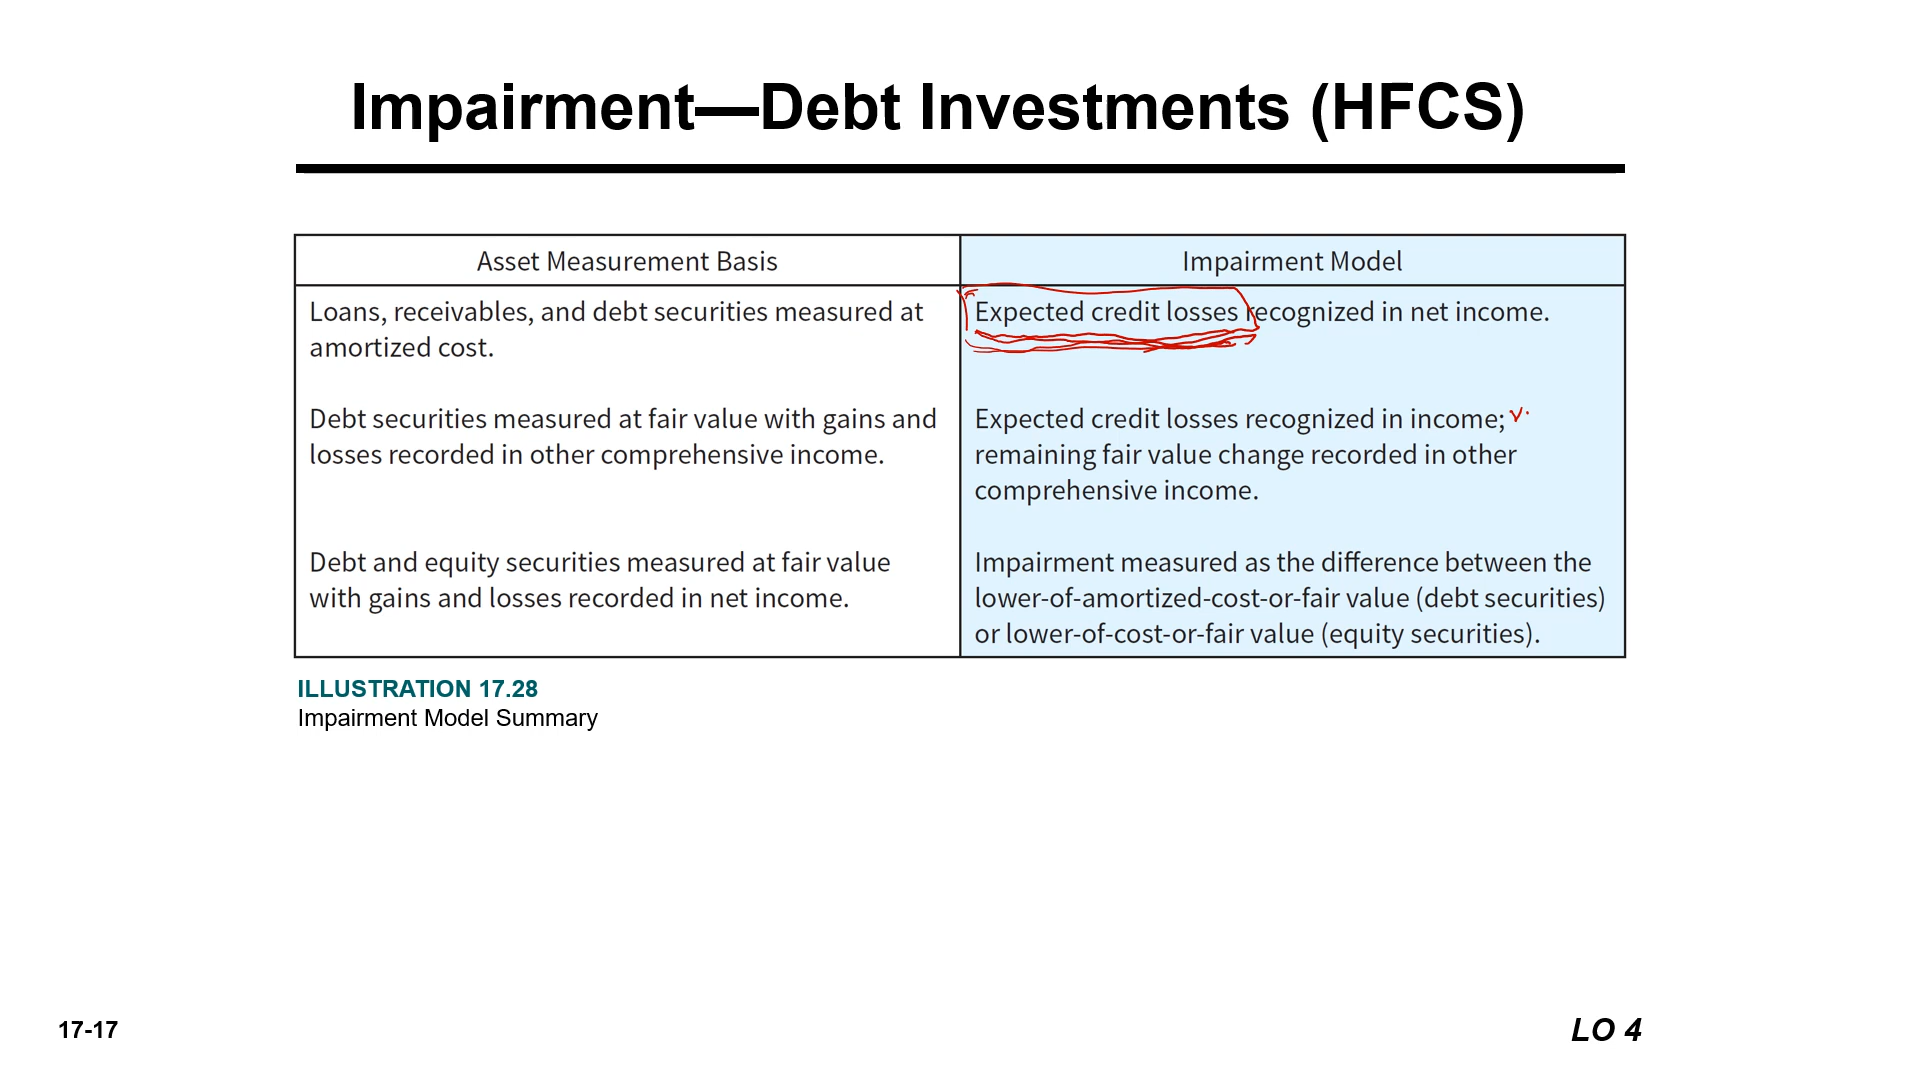 Impairment—Debt Investments (HFCS)
Asset Measurement Basis
Impairment Model
Loans, receivables, and debt securities measured at
amortized cost.
Expected credit losses recognized in net income.
Debt securities measured at fair value with gains and
losses recorded in other comprehensive income.
Expected credit losses recognized in income;
remaining fair value change recorded in other
comprehensive income.
Debt and equity securities measured at fair value
with gains and losses recorded in net income.
Impairment measured as the difference between the
lower-of-amortized-cost-or-fair value (debt securities)
or lower-of-cost-or-fair value (equity securities).
ILLUSTRATION 17.28
Impairment Model Summary
17-17
LO 4